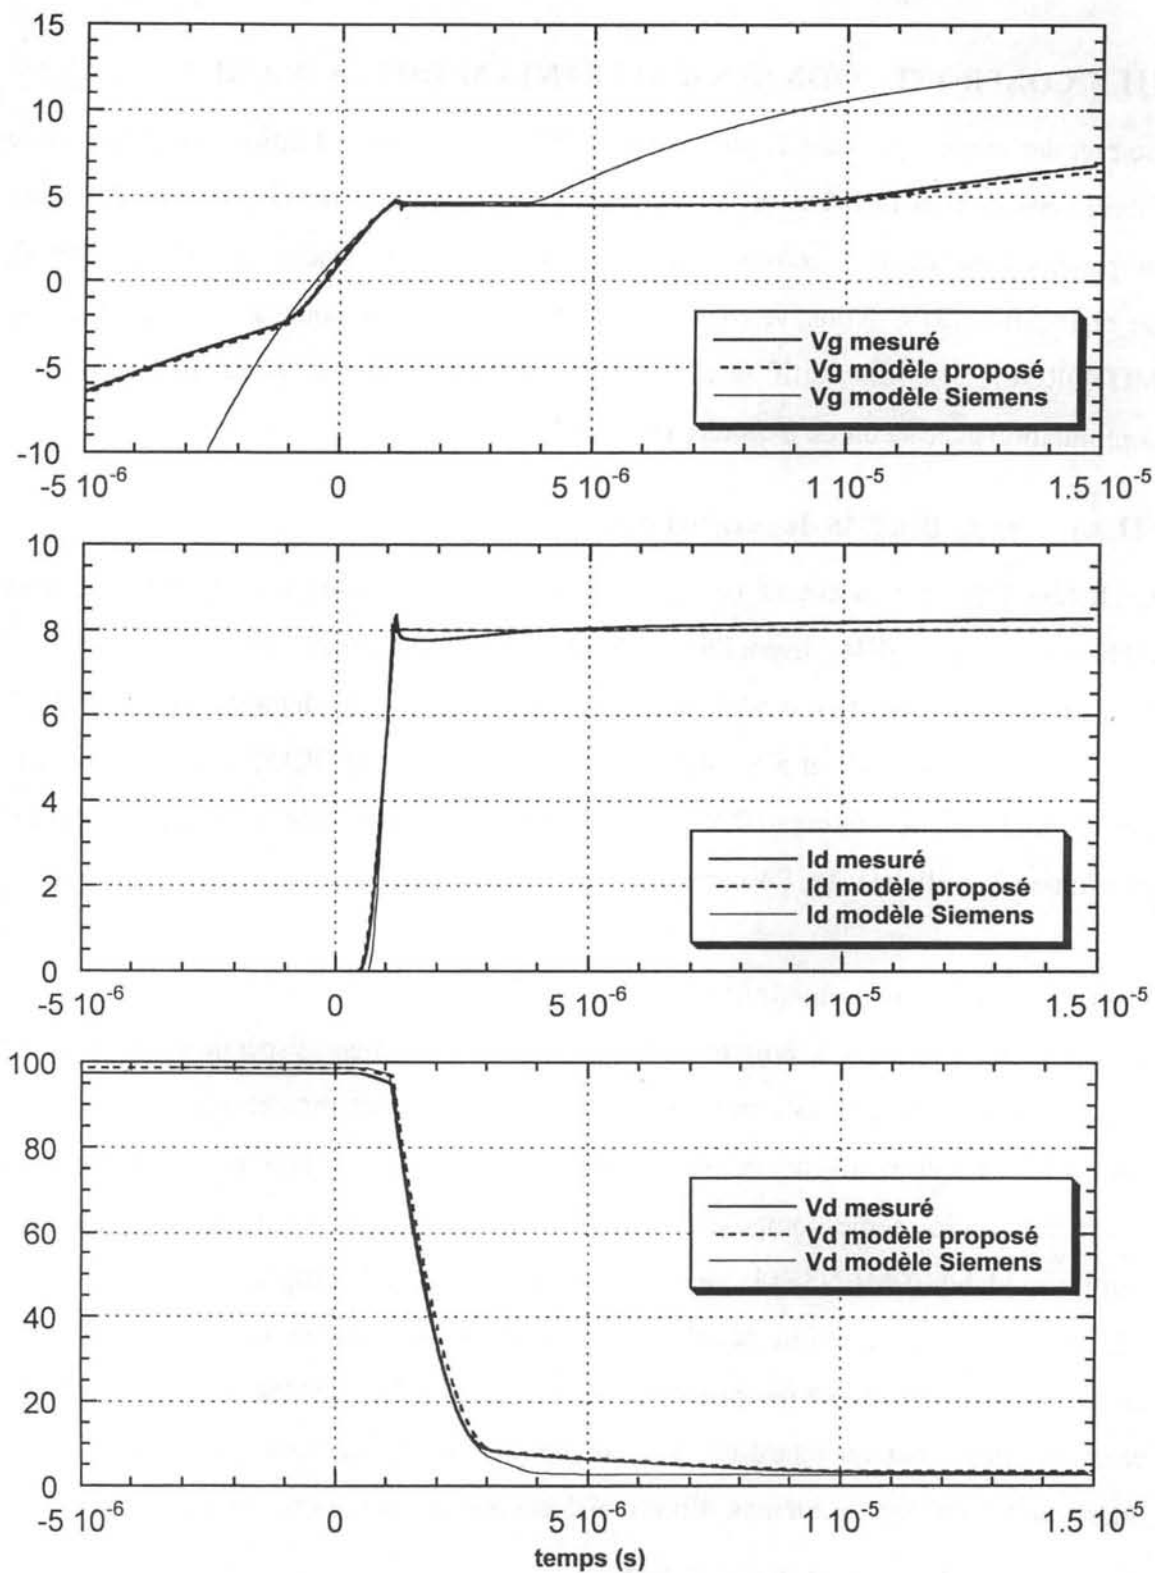 15
10
5
0
-5
-10
-5 10-6 0 5 10-6 1 10-5 1.5 10-5
Vg mesuré
Vg modèle proposé
Vg modèle Siemens
10
8
6
4
2
0
-5 10-6 0 5 10-6 1 10-5 1.5 10-5
Id mesuré
Id modèle proposé
Id modèle Siemens
100
80
60
40
20
0
-5 10-6 0 5 10-6 1 10-5 1.5 10-5
Vd mesuré
Vd modèle proposé
Vd modèle Siemens
temps (s)